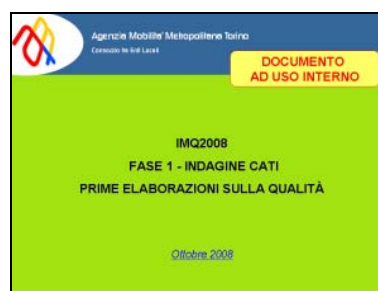 Agenzia Mobilita' Metropolitana Torino
Consorzio tra Enti Locali
DOCUMENTO
AD USO INTERNO
IMQ2008
FASE 1 - INDAGINE CATI
PRIME ELABORAZIONI SULLA QUALITÀ
Ottobre 2008